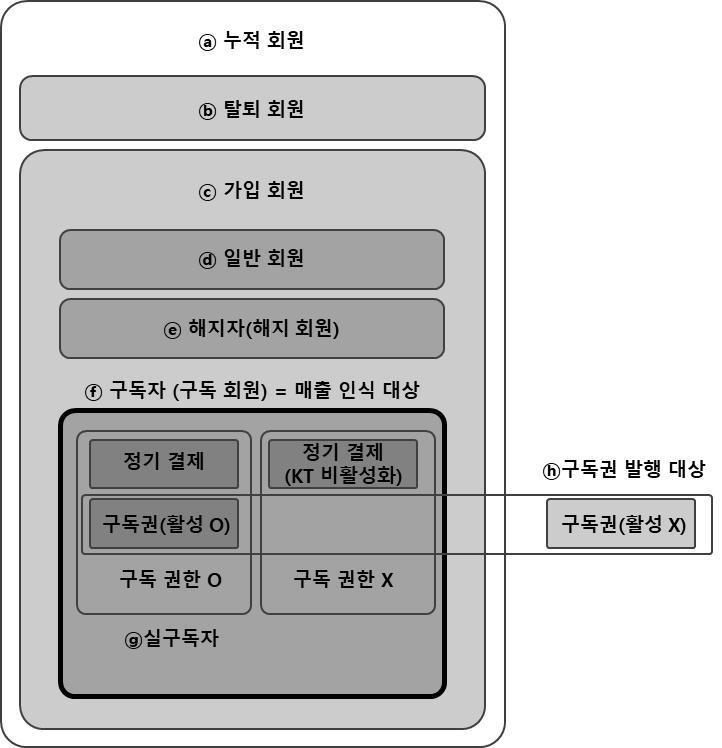 ⓐ 누적 회원
ⓑ 탈퇴 회원
ⓒ 가입 회원
ⓓ 일반 회원
ⓔ 해지자(해지 회원)
ⓕ 구독자 (구독 회원) = 매출 인식 대상
정기 결제
정기 결제
(KT 비활성화)
ⓗ구독권 발행 대상
구독권(활성 O)
구독권(활성 X)
구독 권한 O
구독 권한 X
ⓖ실구독자